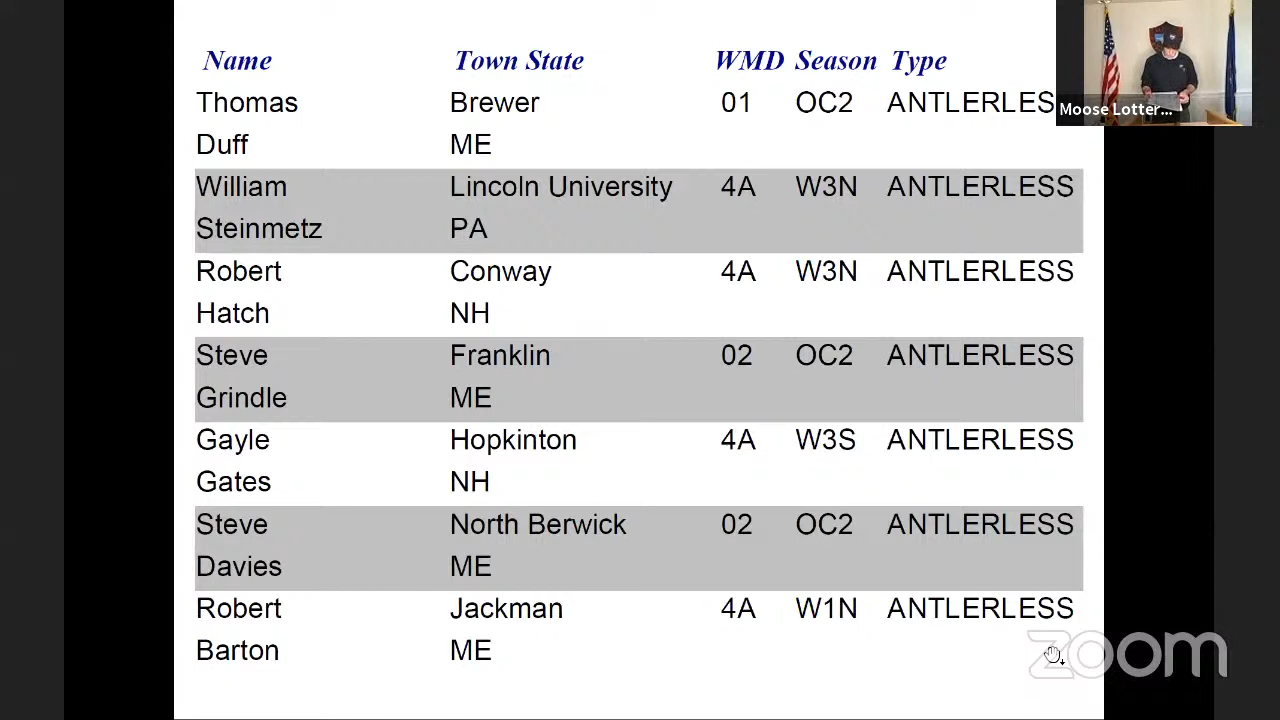 Name Town State WMD Season Type
Thomas Brewer 01 OC2 ANTLERLES
Duff ME
William Lincoln University 4A W3N ANTLERLESS
Steinmetz PA
Robert Conway 4A W3N ANTLERLESS
Hatch NH
Steve Franklin 02 OC2 ANTLERLESS
Grindle ME
Gayle Hopkinton 4A W3S ANTLERLESS
Gates NH
Steve North Berwick 02 OC2 ANTLERLESS
Davies ME
Robert Jackman 4A W1N ANTLERLESS
Barton ME
Moose Lotter...
zoom